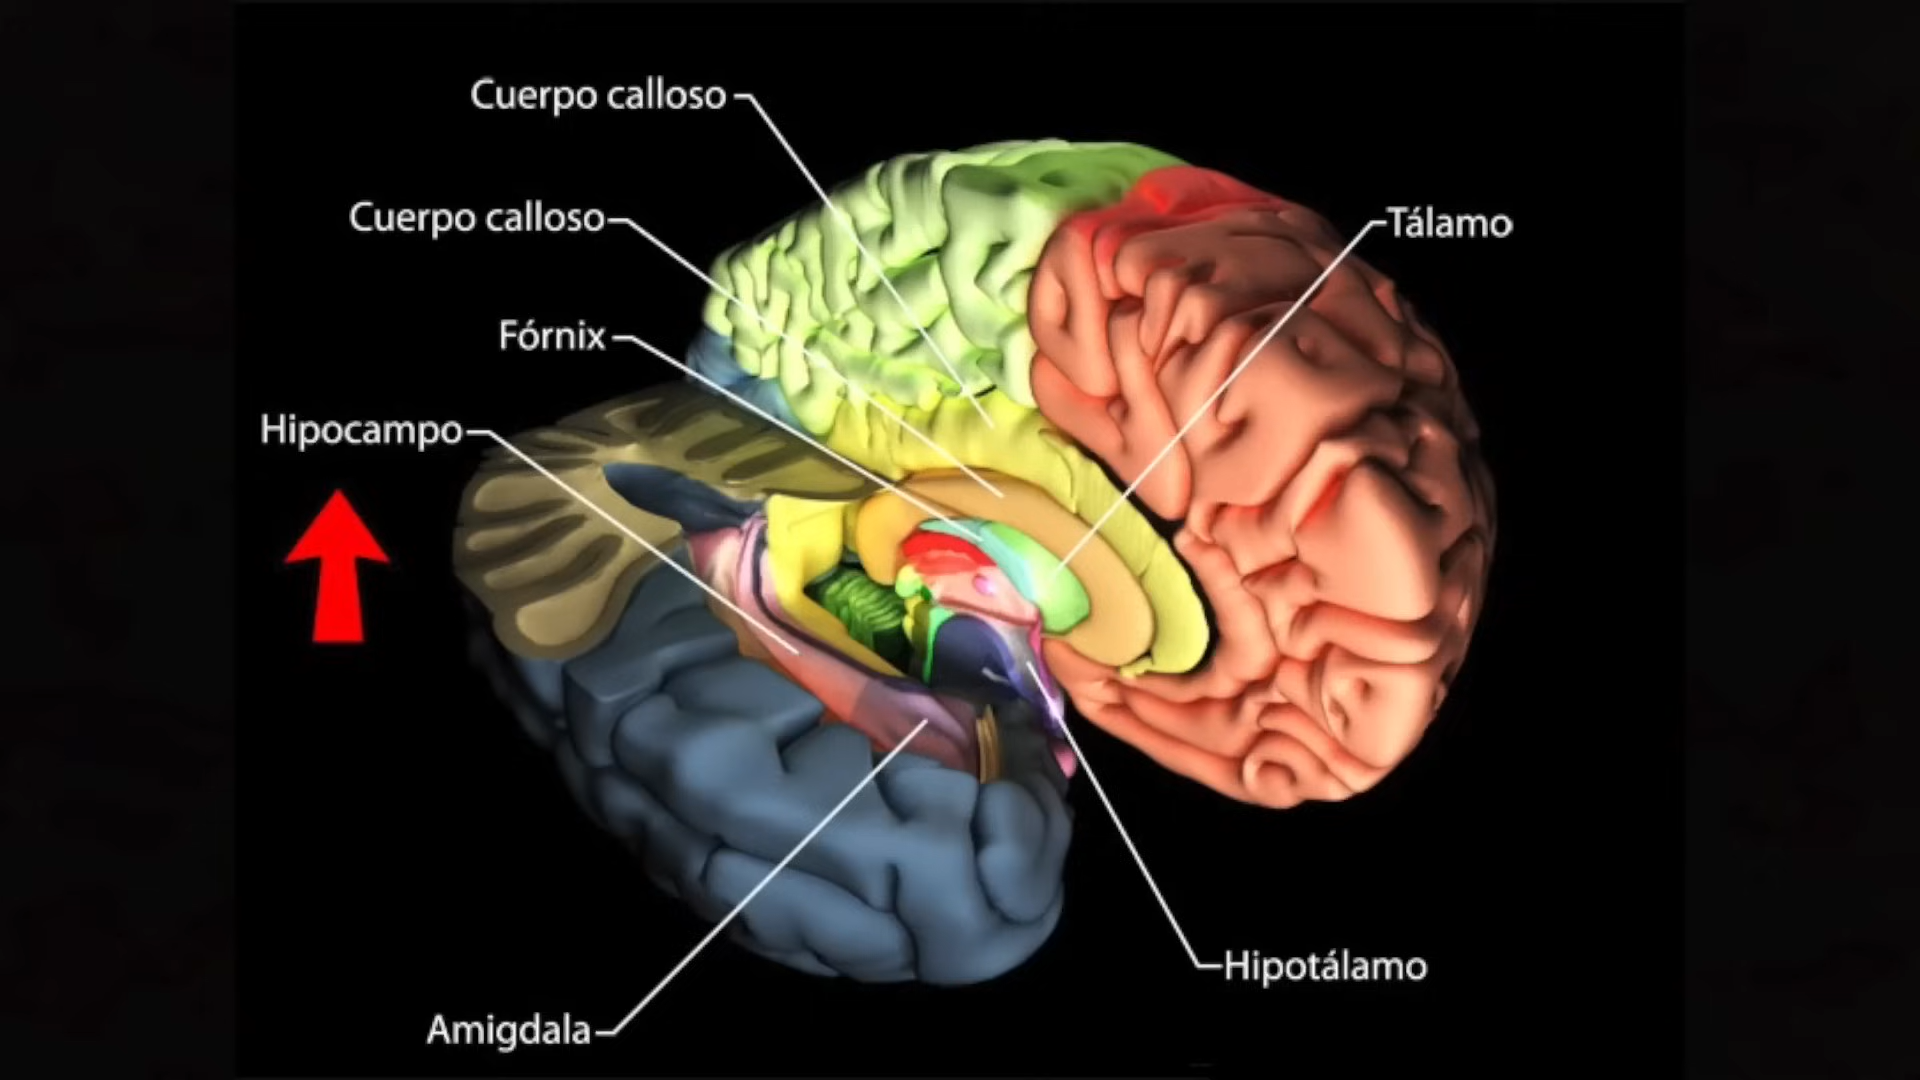 Cuerpo calloso
Cuerpo calloso
Tálamo
Fórnix
Hipocampo
Hipotálamo
Amigdala